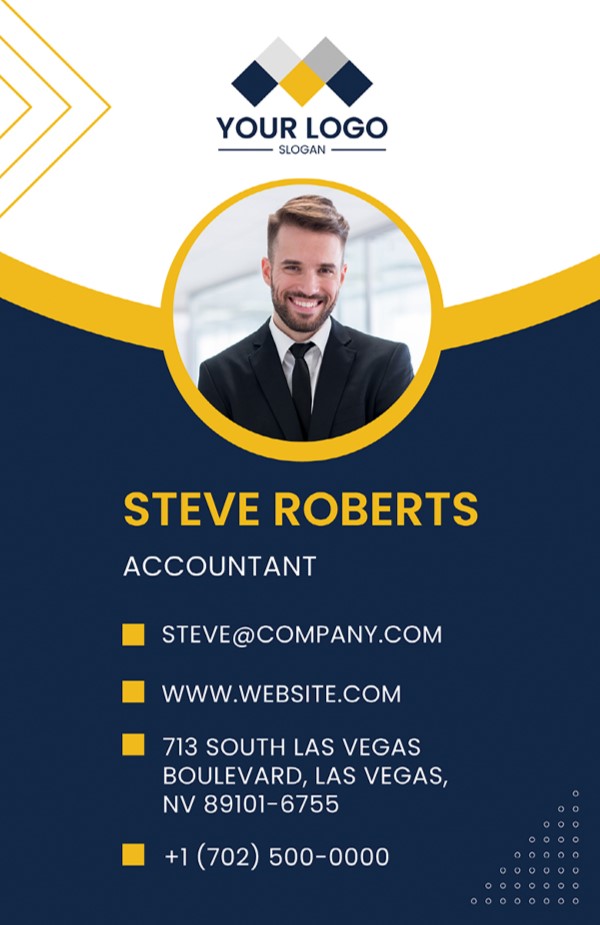 YOUR LOGO
SLOGAN
STEVE ROBERTS
ACCOUNTANT
STEVE@COMPANY.COM
WWW.WEBSITE.COM
713 SOUTH LAS VEGAS
BOULEVARD, LAS VEGAS,
NV 89101-6755
+1 (702) 500-0000